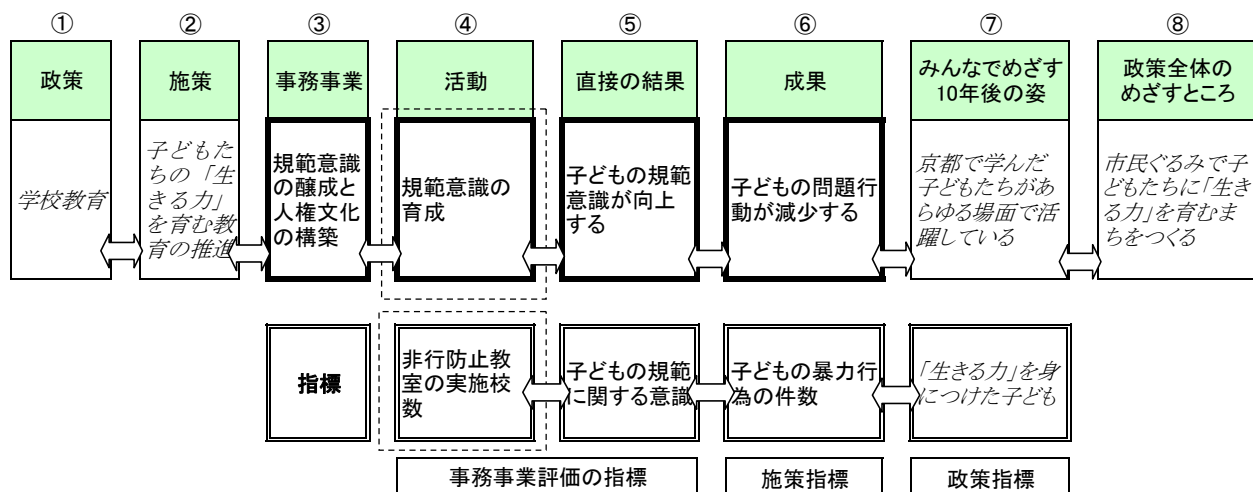 ①
②
③
④
⑤
⑥
⑦
⑧
政策
施策
事務事業
活動
直接の結果
成果
みんなでめざす
10年後の姿
政策全体の
めざすところ
学校教育
子どもた
ちの「生
きる力」
を育む教
育の推進
規範意識
の醸成と
人権文化
の構築
規範意識の
育成
子どもの規範
意識が向上
する
子どもの問題行
動が減少する
京都で学んだ
子どもたちがあ
らゆる場面で活
躍している
市民ぐるみで子
どもたちに「生き
る力」を育むま
ちをつくる
指標
非行防止教
室の実施校
数
子どもの規範
に関する意識
子どもの暴力行
為の件数
「生きる力」を身
につけた子ども
事務事業評価の指標
施策指標
政策指標